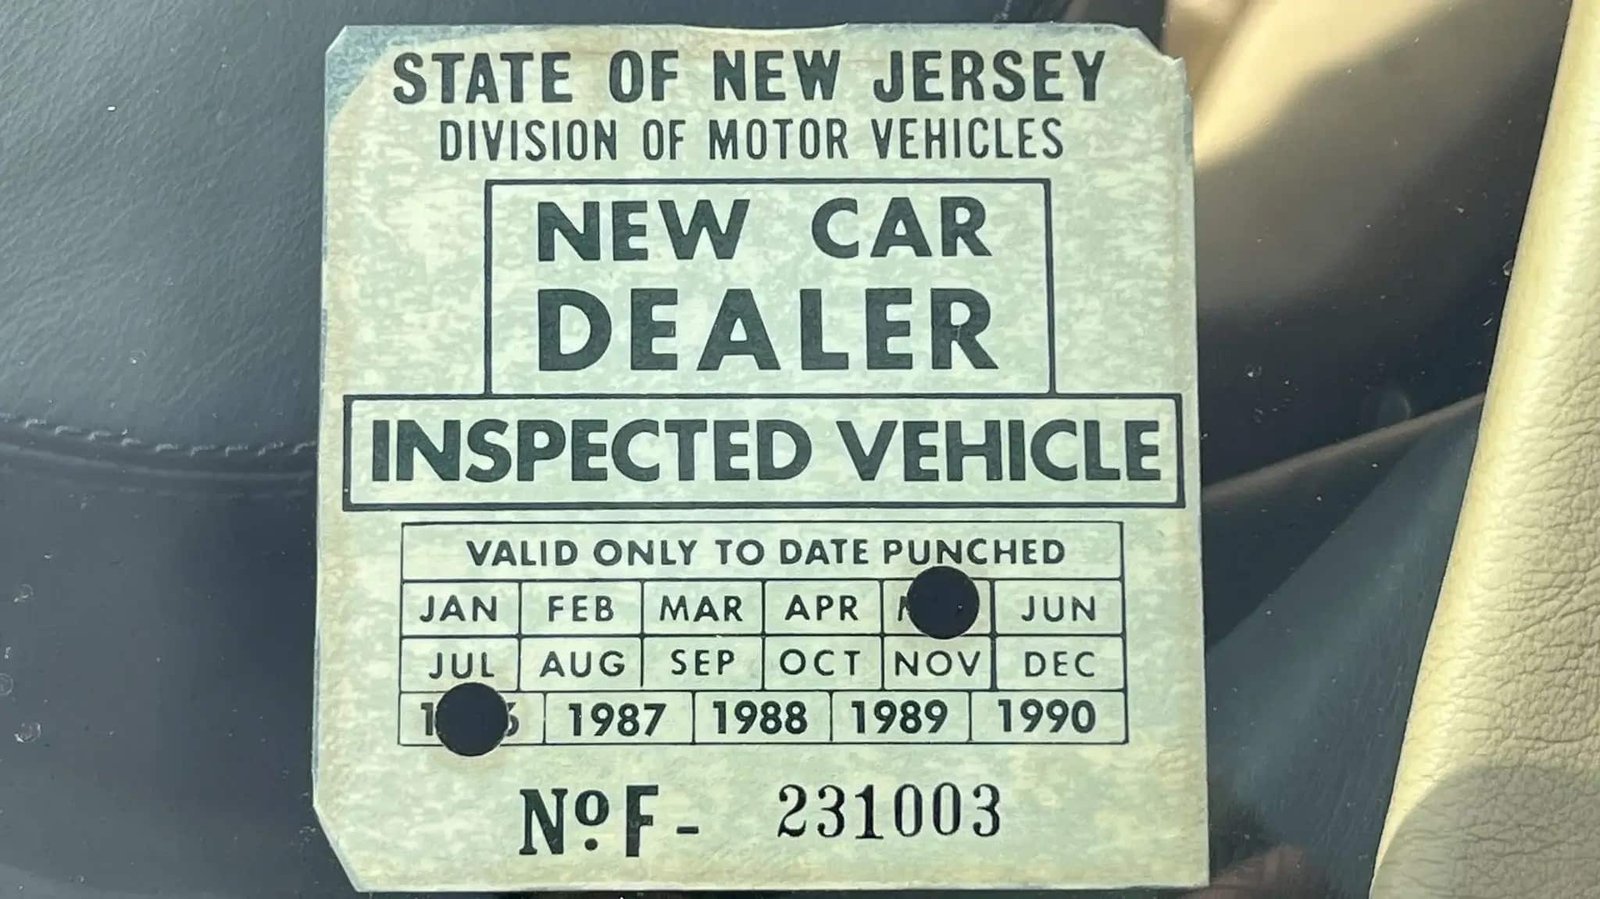 STATE OF NEW JERSEY
DIVISION OF MOTOR VEHICLES
NEW CAR
DEALER
INSPECTED VEHICLE
VALID ONLY TO DATE PUNCHED
JAN FEB MAR APR JUN
JUL AUG SEP OCT NOV DEC
1987 1988 1989 1990
Nº F- 231003